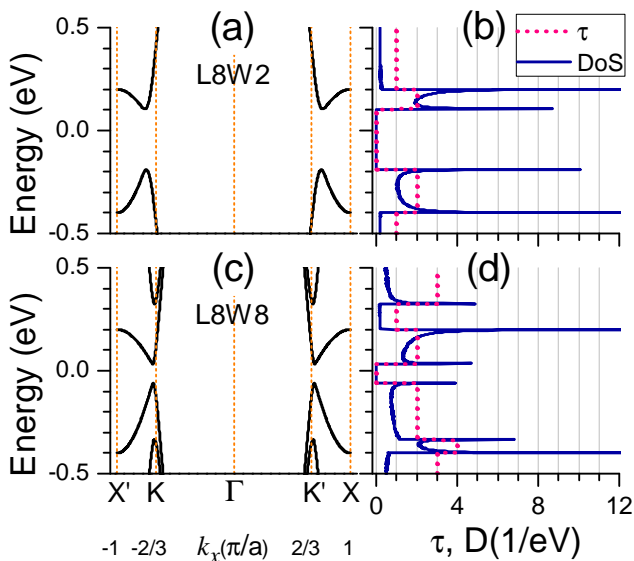 (a)
(b)
τ
DoS
L8W2
Energy (eV)
0.5
0.0
-0.5
(c)
(d)
L8W8
Energy (eV)
0.5
0.0
-0.5
X' K Γ K' X
0 4 8 12
-1 -2/3 kₓ(π/a) 2/3 1
τ, D(1/eV)